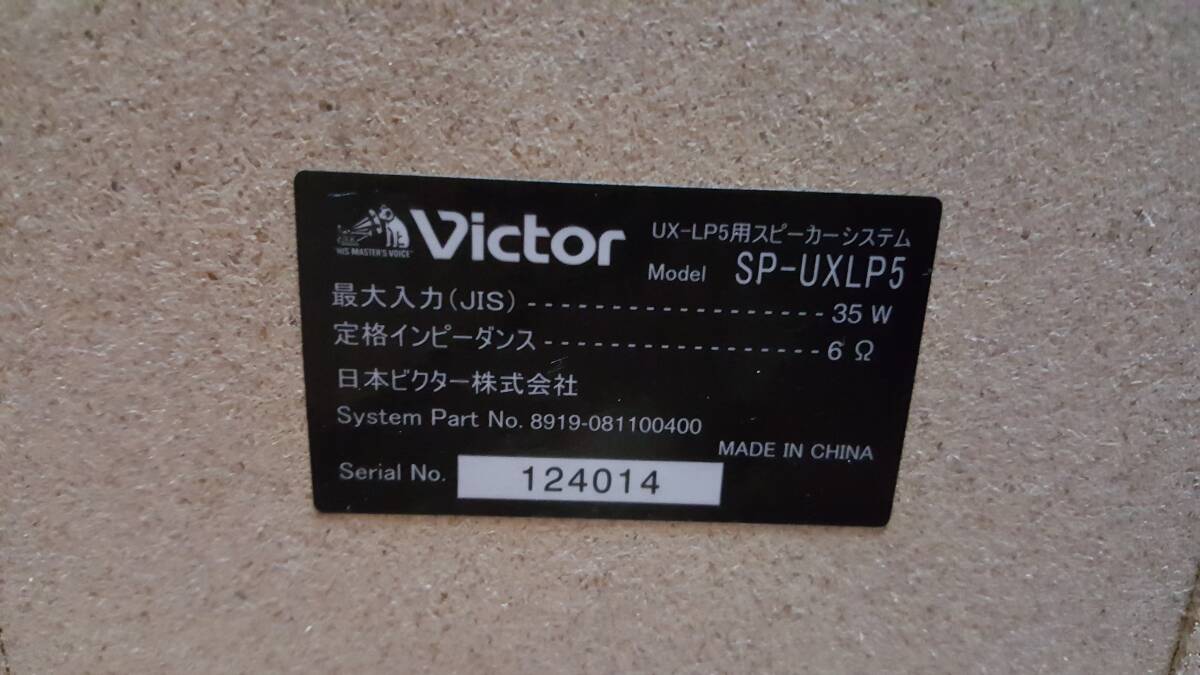 Victor
HIS MASTER'S VOICE
UX-LP5用スピーカーシステム
Model SP-UXLP5
最大入力(JIS) ------------------- 35 W
定格インピーダンス ------------------ 6 Ω
日本ビクター株式会社
System Part No. 8919-081100400
MADE IN CHINA
Serial No. 124014